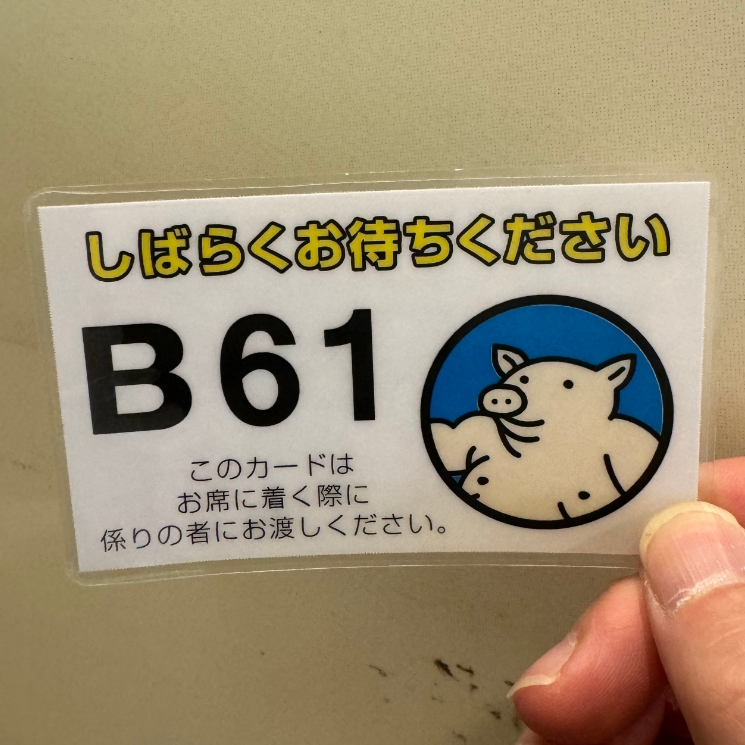 しばらくお待ちください
B61
このカードは
お席に着く際に
係りの者にお渡しください。